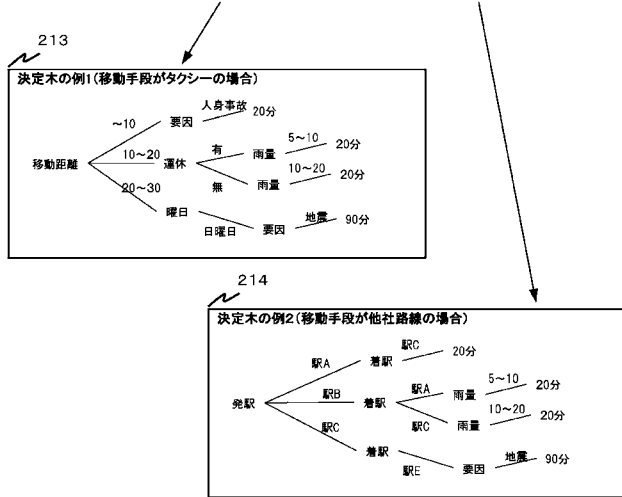 213
決定木の例1(移動手段がタクシーの場合)
人身事故
~10 要因 20分
5~10
有 雨量 20分
移動距離 10~20 運休 10~20
無 雨量 20分
20~30
曜日 地震
日曜日 要因 90分
214
決定木の例2(移動手段が他社路線の場合)
駅C
駅A 着駅 20分
5~10
駅B 駅A 雨量 20分
発駅 着駅 10~20
駅C 駅C 雨量 20分
着駅 地震
駅E 要因 90分